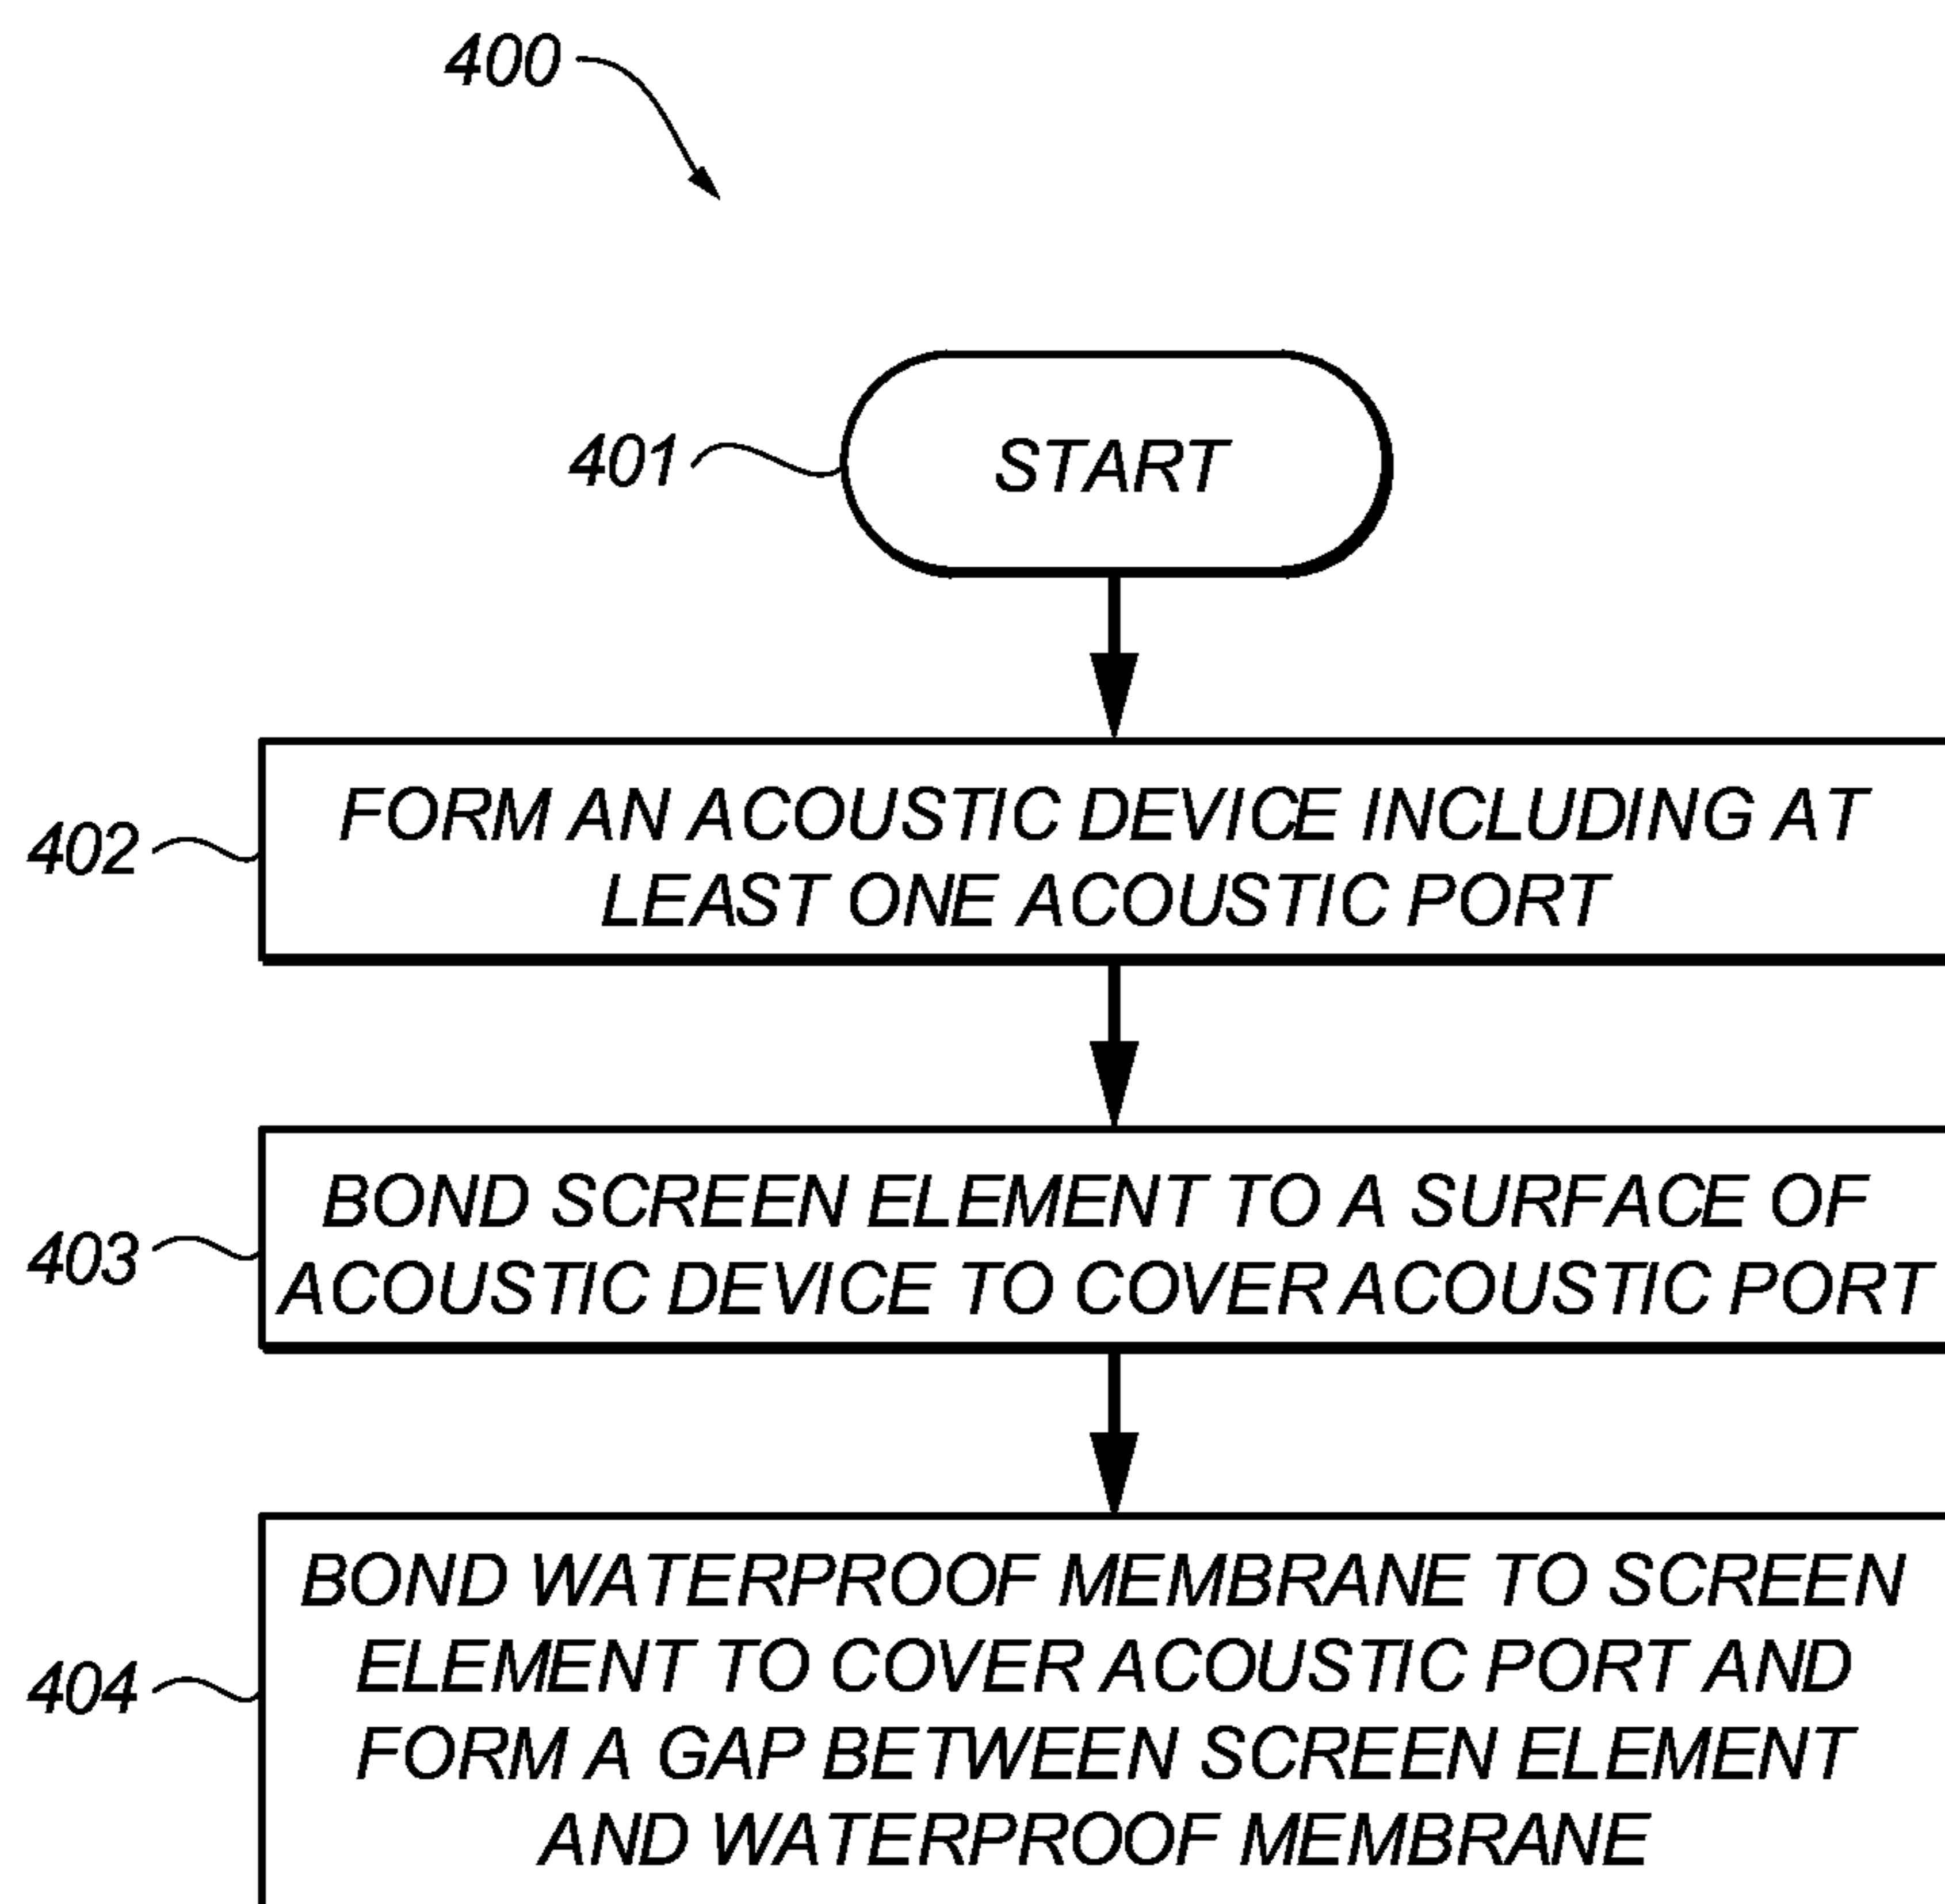 400
401
START
402
FORM AN ACOUSTIC DEVICE INCLUDING AT
LEAST ONE ACOUSTIC PORT
403
BOND SCREEN ELEMENT TO A SURFACE OF
ACOUSTIC DEVICE TO COVER ACOUSTIC PORT
404
BOND WATERPROOF MEMBRANE TO SCREEN
ELEMENT TO COVER ACOUSTIC PORT AND
FORM A GAP BETWEEN SCREEN ELEMENT
AND WATERPROOF MEMBRANE